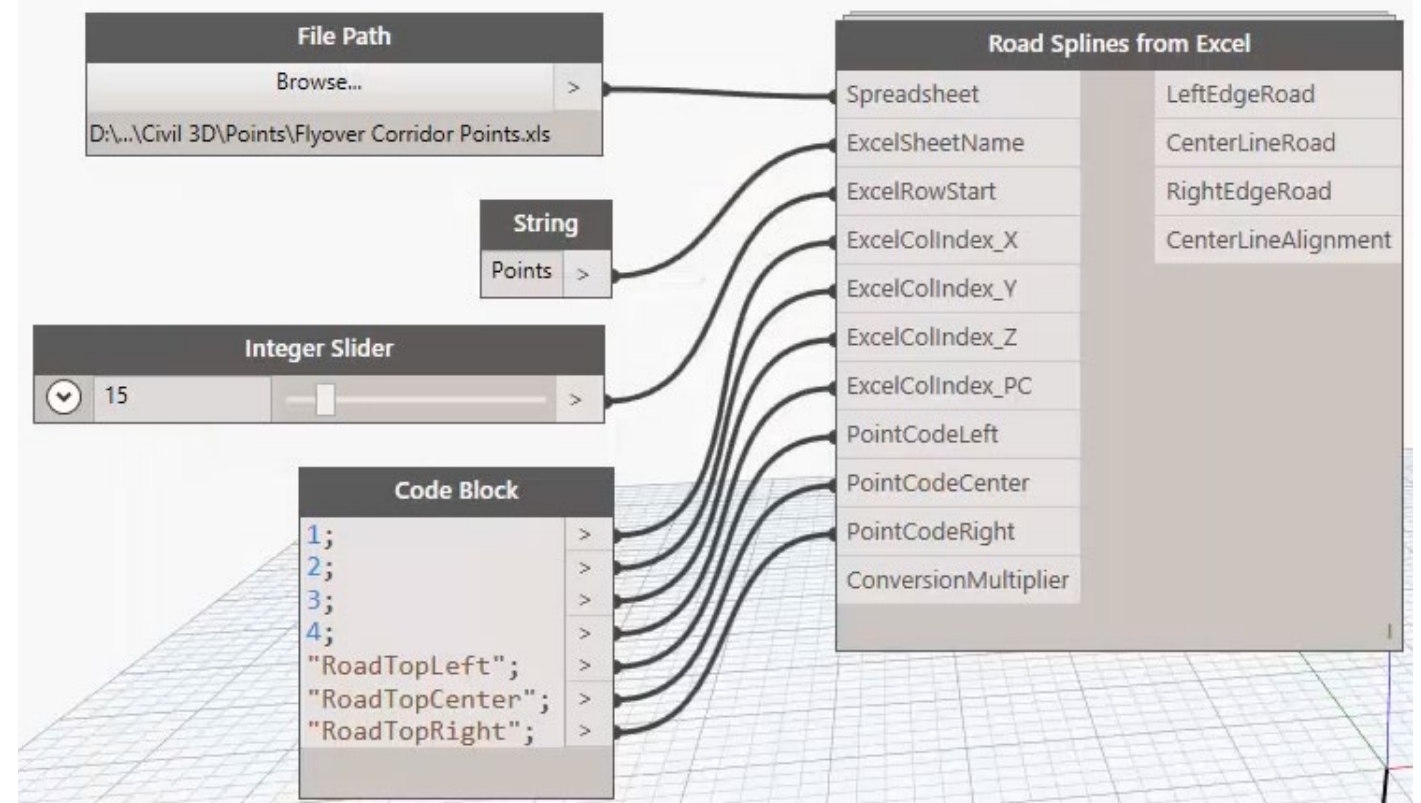 File Path
Browse...
>
D:\...\Civil 3D\Points\Flyover Corridor Points.xls
String
Points >
Integer Slider
15 >
Code Block
1; >
2; >
3; >
4; >
"RoadTopLeft"; >
"RoadTopCenter"; >
"RoadTopRight"; >
Road Splines from Excel
Spreadsheet LeftEdgeRoad
ExcelSheetName CenterLineRoad
ExcelRowStart RightEdgeRoad
ExcelColIndex_X CenterLineAlignment
ExcelColIndex_Y
ExcelColIndex_Z
ExcelColIndex_PC
PointCodeLeft
PointCodeCenter
PointCodeRight
ConversionMultiplier
l